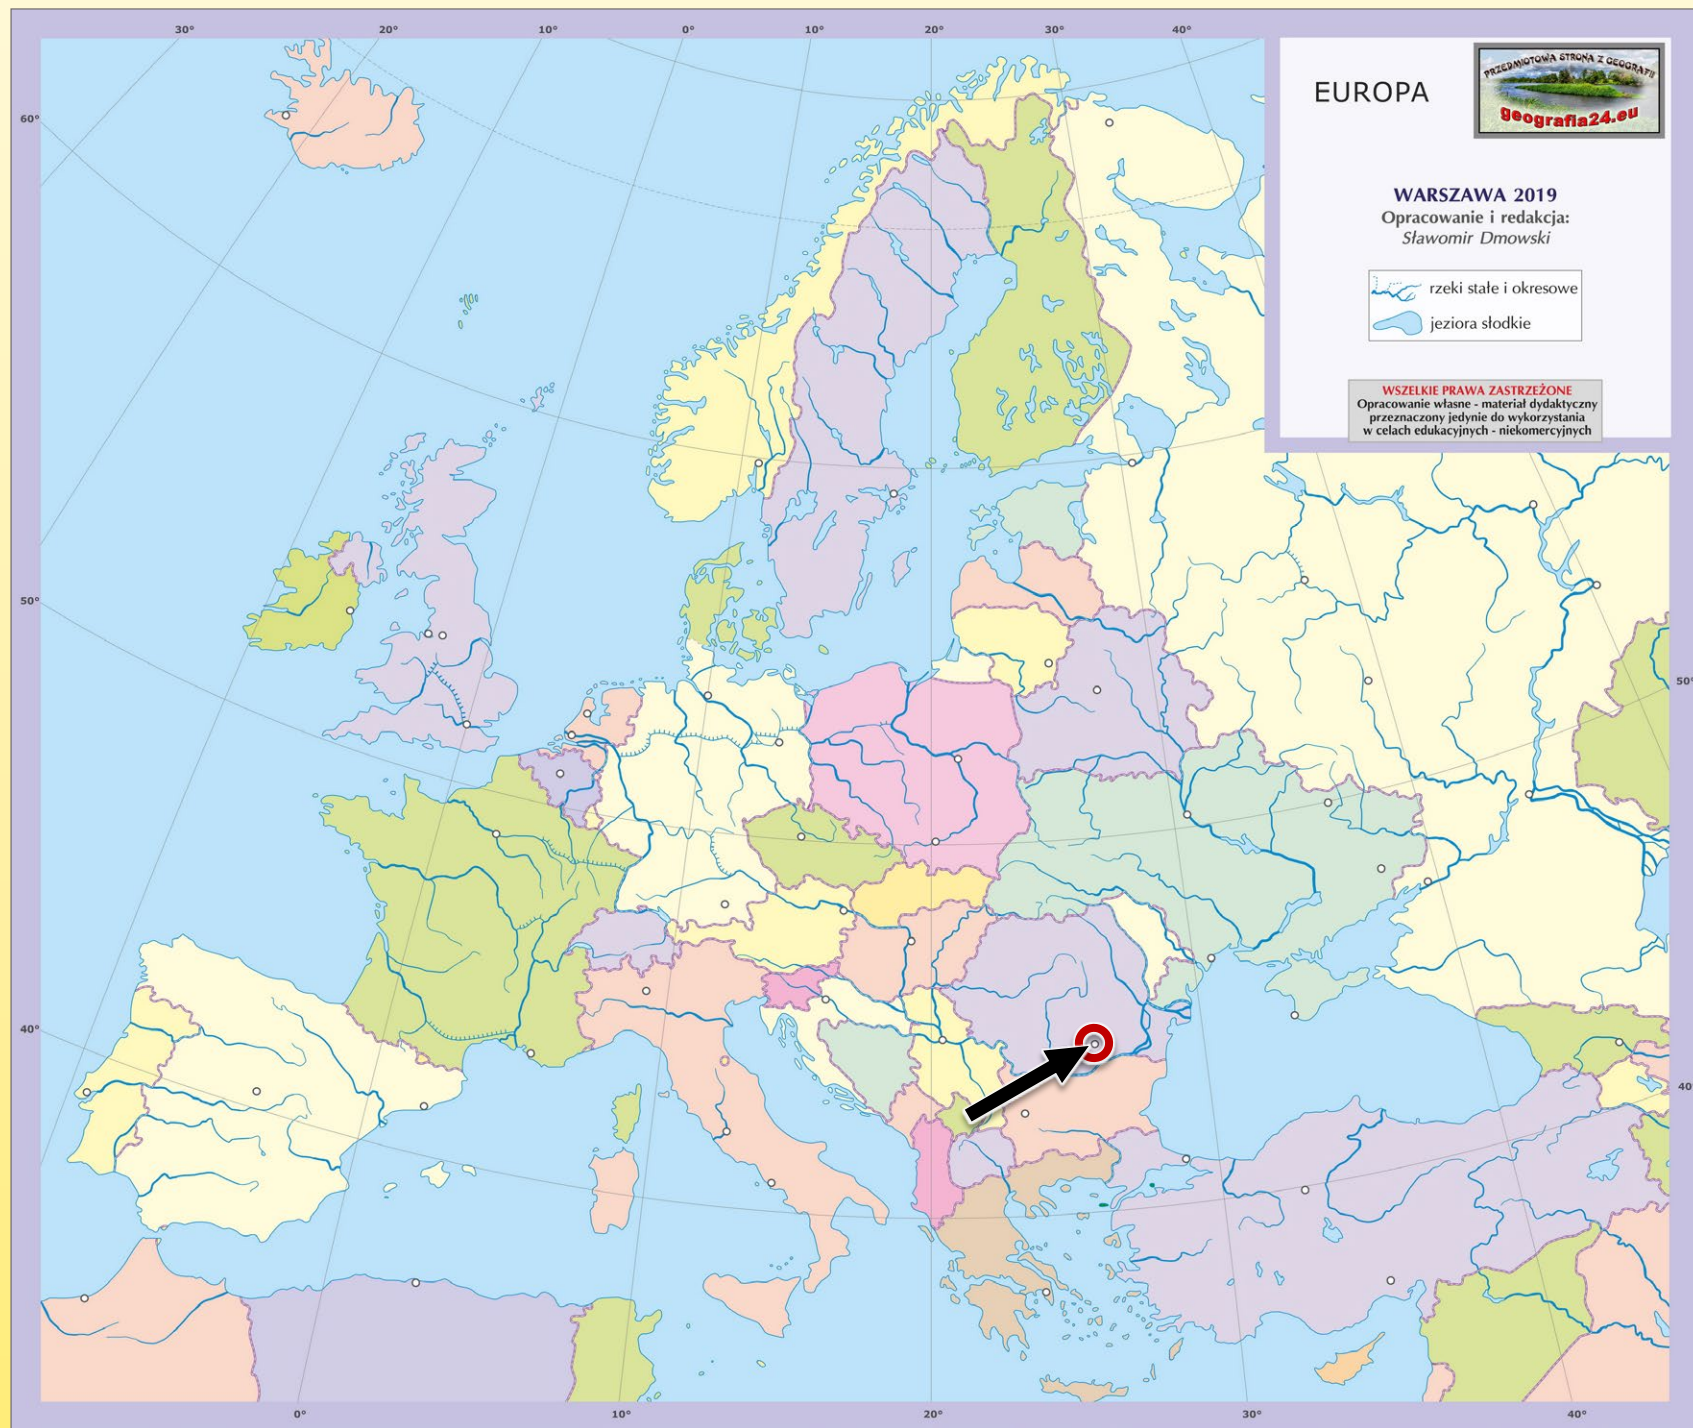 30°
20°
10°
0°
10°
20°
30°
40°
60°
50°
40°
50°
40°
0°
10°
20°
30°
40°
EUROPA
PRZEDMIOTOWA STRONA Z GEOGRAFII
geografia24.eu
WARSZAWA 2019
Opracowanie i redakcja:
Sławomir Dmowski
rzeki stałe i okresowe
jeziora słodkie
WSZELKIE PRAWA ZASTRZEŻONE
Opracowanie własne - materiał dydaktyczny
przeznaczony jedynie do wykorzystania
w celach edukacyjnych - niekomercyjnych